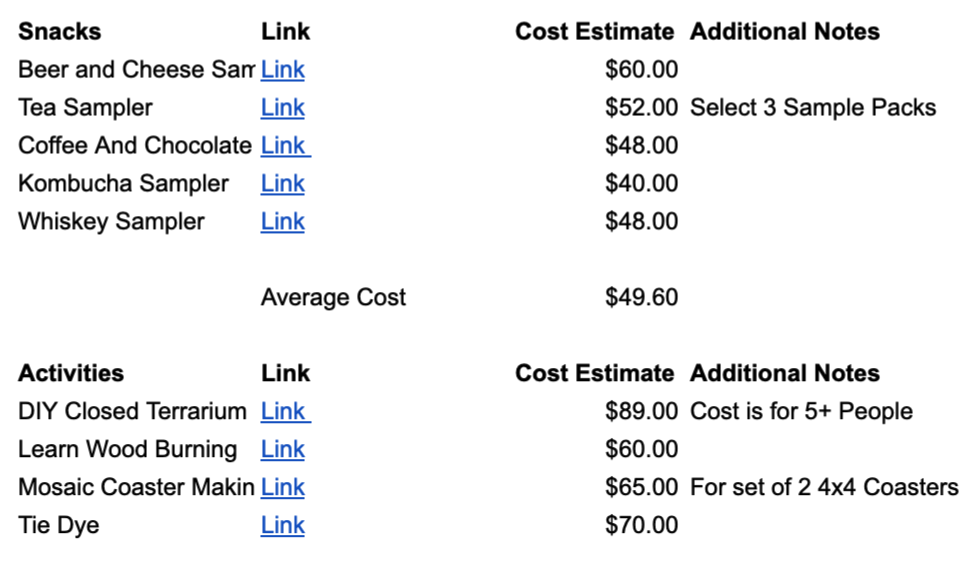 Snacks Link Cost Estimate Additional Notes
Beer and Cheese Sam Link $60.00
Tea Sampler Link $52.00 Select 3 Sample Packs
Coffee And Chocolate Link $48.00
Kombucha Sampler Link $40.00
Whiskey Sampler Link $48.00
Average Cost $49.60
Activities Link Cost Estimate Additional Notes
DIY Closed Terrarium Link $89.00 Cost is for 5+ People
Learn Wood Burning Link $60.00
Mosaic Coaster Makin Link $65.00 For set of 2 4x4 Coasters
Tie Dye Link $70.00